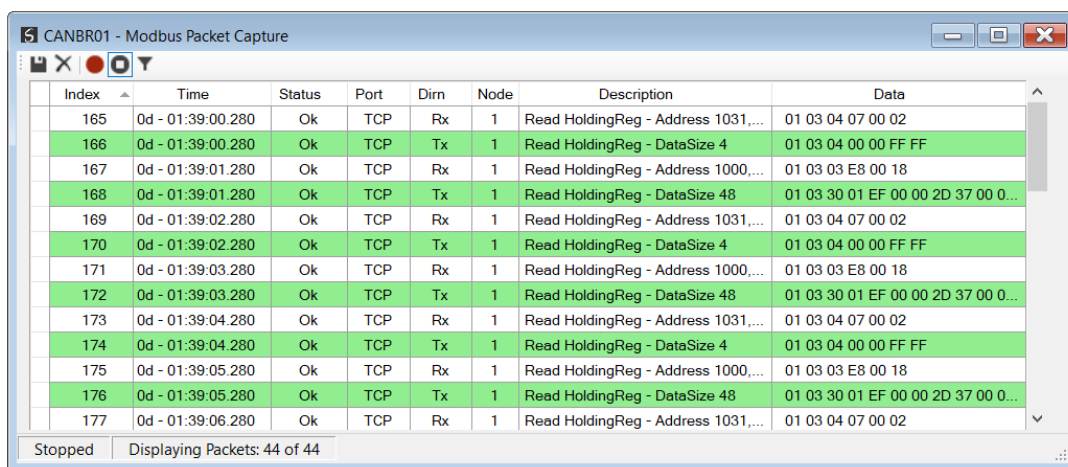 CANBR01 - Modbus Packet Capture
Index Time Status Port Dirn Node Description Data
165 0d - 01:39:00.280 Ok TCP Rx 1 Read HoldingReg - Address 1031,... 01 03 04 07 00 02
166 0d - 01:39:00.280 Ok TCP Tx 1 Read HoldingReg - DataSize 4 01 03 04 00 00 FF FF
167 0d - 01:39:01.280 Ok TCP Rx 1 Read HoldingReg - Address 1000,... 01 03 03 E8 00 18
168 0d - 01:39:01.280 Ok TCP Tx 1 Read HoldingReg - DataSize 48 01 03 30 01 EF 00 00 2D 37 00 0...
169 0d - 01:39:02.280 Ok TCP Rx 1 Read HoldingReg - Address 1031,... 01 03 04 07 00 02
170 0d - 01:39:02.280 Ok TCP Tx 1 Read HoldingReg - DataSize 4 01 03 04 00 00 FF FF
171 0d - 01:39:03.280 Ok TCP Rx 1 Read HoldingReg - Address 1000,... 01 03 03 E8 00 18
172 0d - 01:39:03.280 Ok TCP Tx 1 Read HoldingReg - DataSize 48 01 03 30 01 EF 00 00 2D 37 00 0...
173 0d - 01:39:04.280 Ok TCP Rx 1 Read HoldingReg - Address 1031,... 01 03 04 07 00 02
174 0d - 01:39:04.280 Ok TCP Tx 1 Read HoldingReg - DataSize 4 01 03 04 00 00 FF FF
175 0d - 01:39:05.280 Ok TCP Rx 1 Read HoldingReg - Address 1000,... 01 03 03 E8 00 18
176 0d - 01:39:05.280 Ok TCP Tx 1 Read HoldingReg - DataSize 48 01 03 30 01 EF 00 00 2D 37 00 0...
177 0d - 01:39:06.280 Ok TCP Rx 1 Read HoldingReg - Address 1031,... 01 03 04 07 00 02
Stopped Displaying Packets: 44 of 44